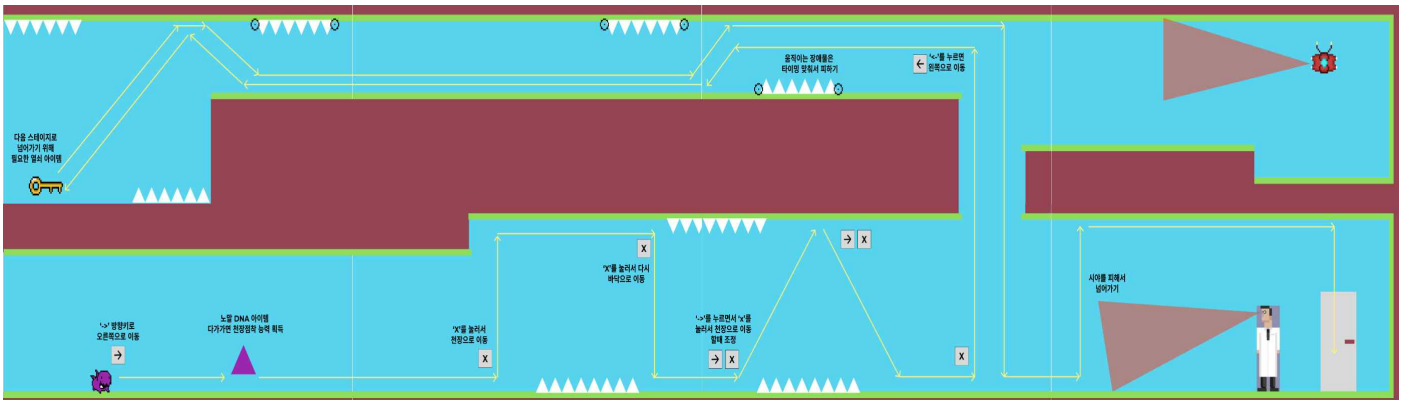 움직이는 장애물은
타이밍 맞춰서 피하기
'<-'를 누르면
왼쪽으로 이동
다음 스테이지로
넘어가기 위해
필요한 열쇠 아이템
X
'X'를 눌러서 다시
바닥으로 이동
→ X
시야를 피해서
넘어가기
'->' 방향키로
오른쪽으로 이동
→
노말 DNA 아이템
다가가면 천장점착 능력 획득
'X'를 눌러서
천장으로 이동
X
'->'를 누르면서 'x'를
눌러서 천장으로 이동
할때 조정
→ X
X